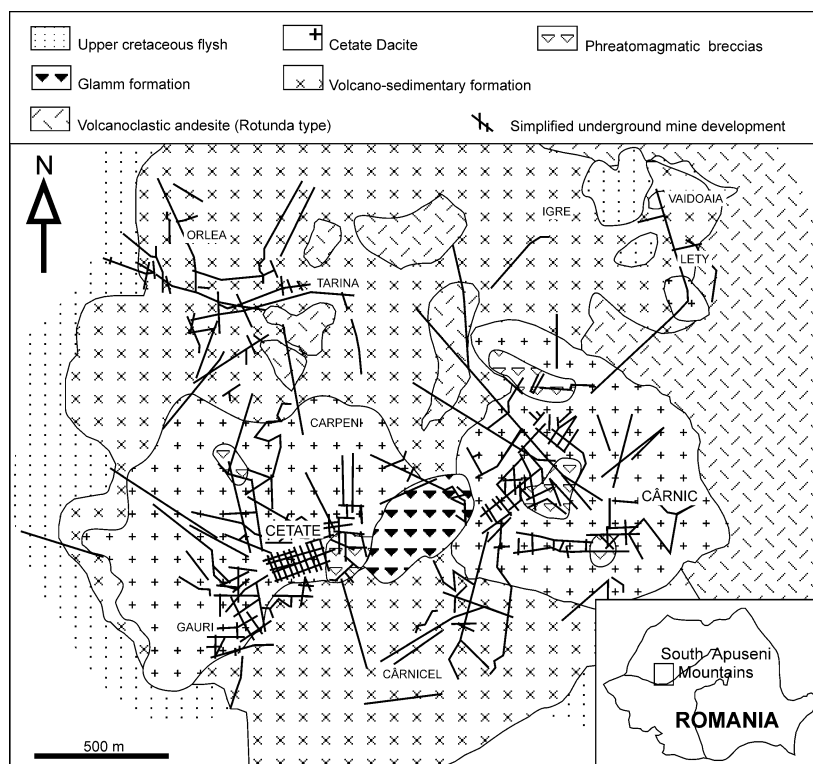 Upper cretaceous flysh
Cetate Dacite
Phreatomagmatic breccias
Glamm formation
Volcano-sedimentary formation
Volcanoclastic andesite (Rotunda type)
Simplified underground mine development
N
VAIDOAIA
IGRE
ORLEA
LETY
TARINA
CARPENI
CÂRNIC
CETATE
GAURI
CÂRNICEL
South Apuseni
Mountains
ROMANIA
500 m